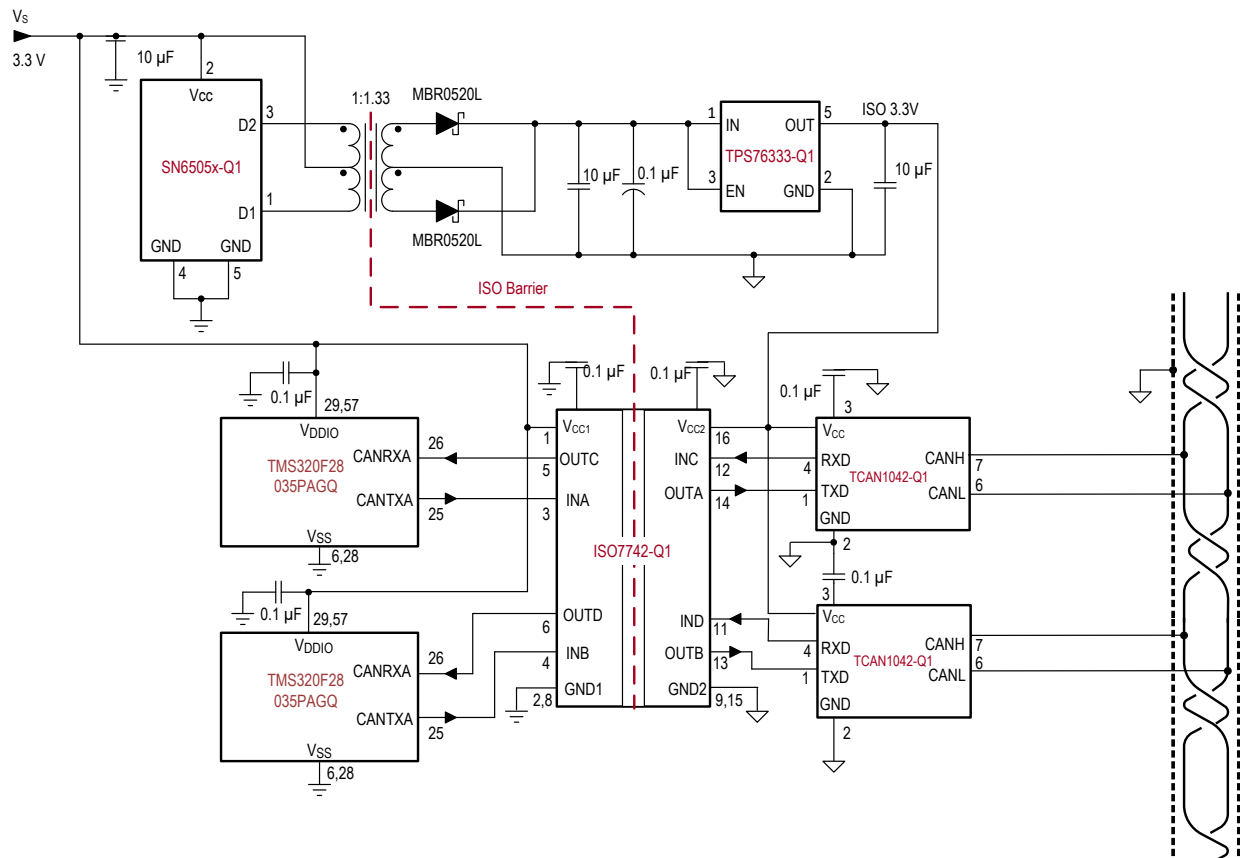 VS
3.3 V
10 µF
2
Vcc
D2
3
SN6505x-Q1
D1
1
GND
GND
4
5
1:1.33
MBR0520L
MBR0520L
10 µF
0.1 µF
1
IN
OUT
5
TPS76333-Q1
3
EN
GND
2
ISO 3.3V
10 µF
ISO Barrier
0.1 µF
29,57
VDDIO
TMS320F28
035PAGQ
CANRXA
26
CANTXA
25
VSS
6,28
0.1 µF
29,57
VDDIO
TMS320F28
035PAGQ
CANRXA
26
CANTXA
25
VSS
6,28
0.1 µF
0.1 µF
1
VCC1
5
OUTC
3
INA
ISO7742-Q1
6
OUTD
4
INB
2,8
GND1
VCC2
16
INC
12
OUTA
14
IND
11
OUTB
13
GND2
9,15
0.1 µF
3
VCC
4
RXD
1
TXD
GND
2
TCAN1042-Q1
CANH
7
CANL
6
0.1 µF
3
VCC
4
RXD
1
TXD
GND
2
TCAN1042-Q1
CANH
7
CANL
6